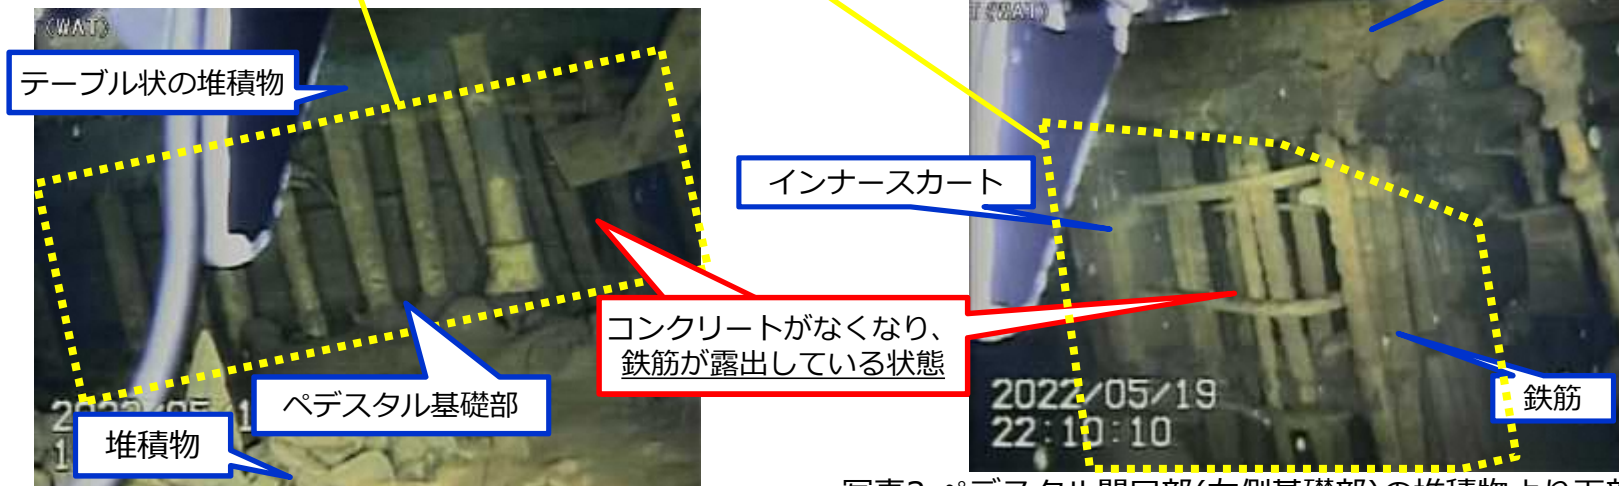 (WAT)
テーブル状の堆積物
インナースカート
コンクリートがなくなり、
鉄筋が露出している状態
ペデスタル基礎部
堆積物
2022/05/19
22:10:10
鉄筋